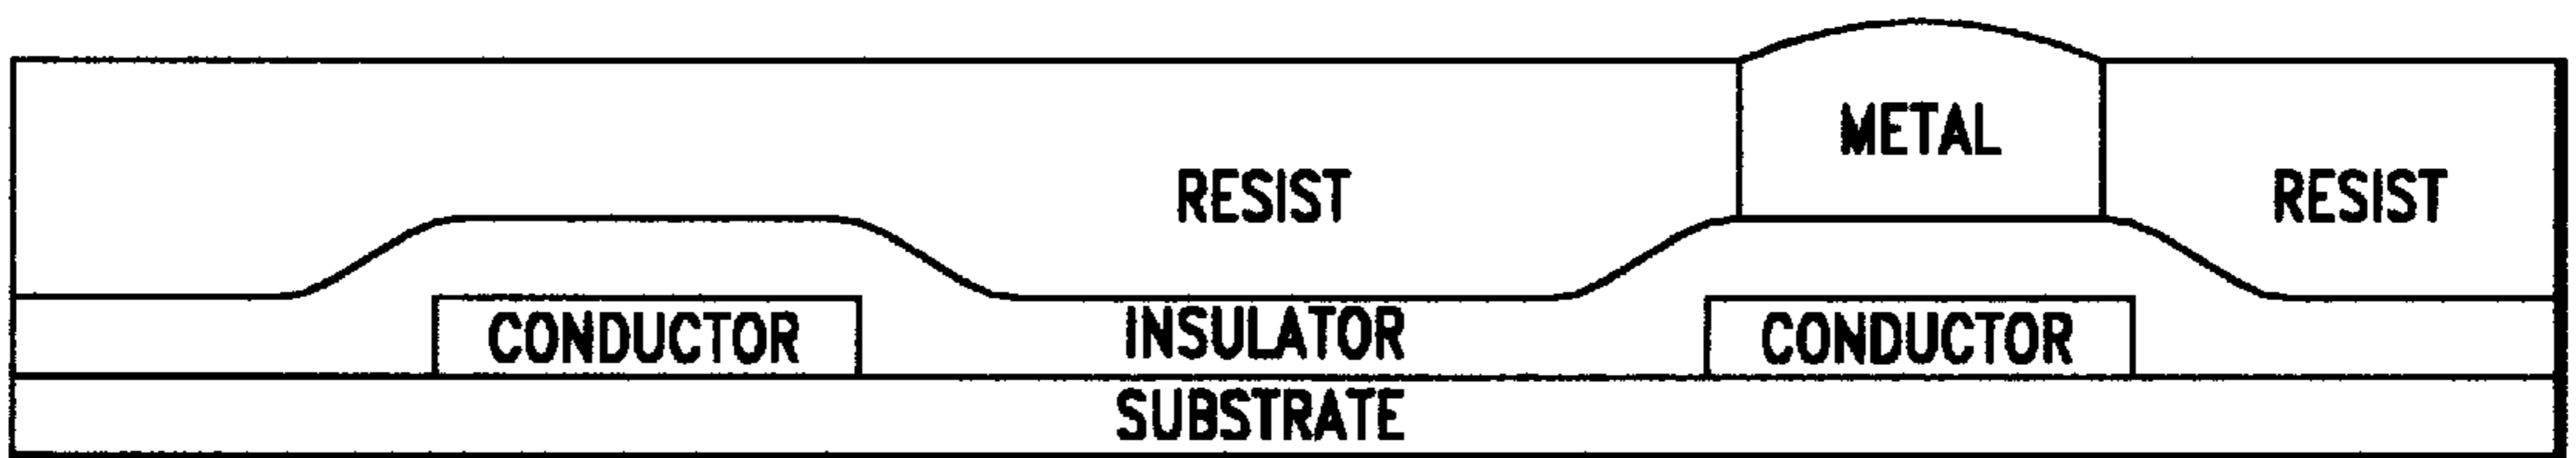 METAL
RESIST
RESIST
CONDUCTOR
INSULATOR
CONDUCTOR
SUBSTRATE